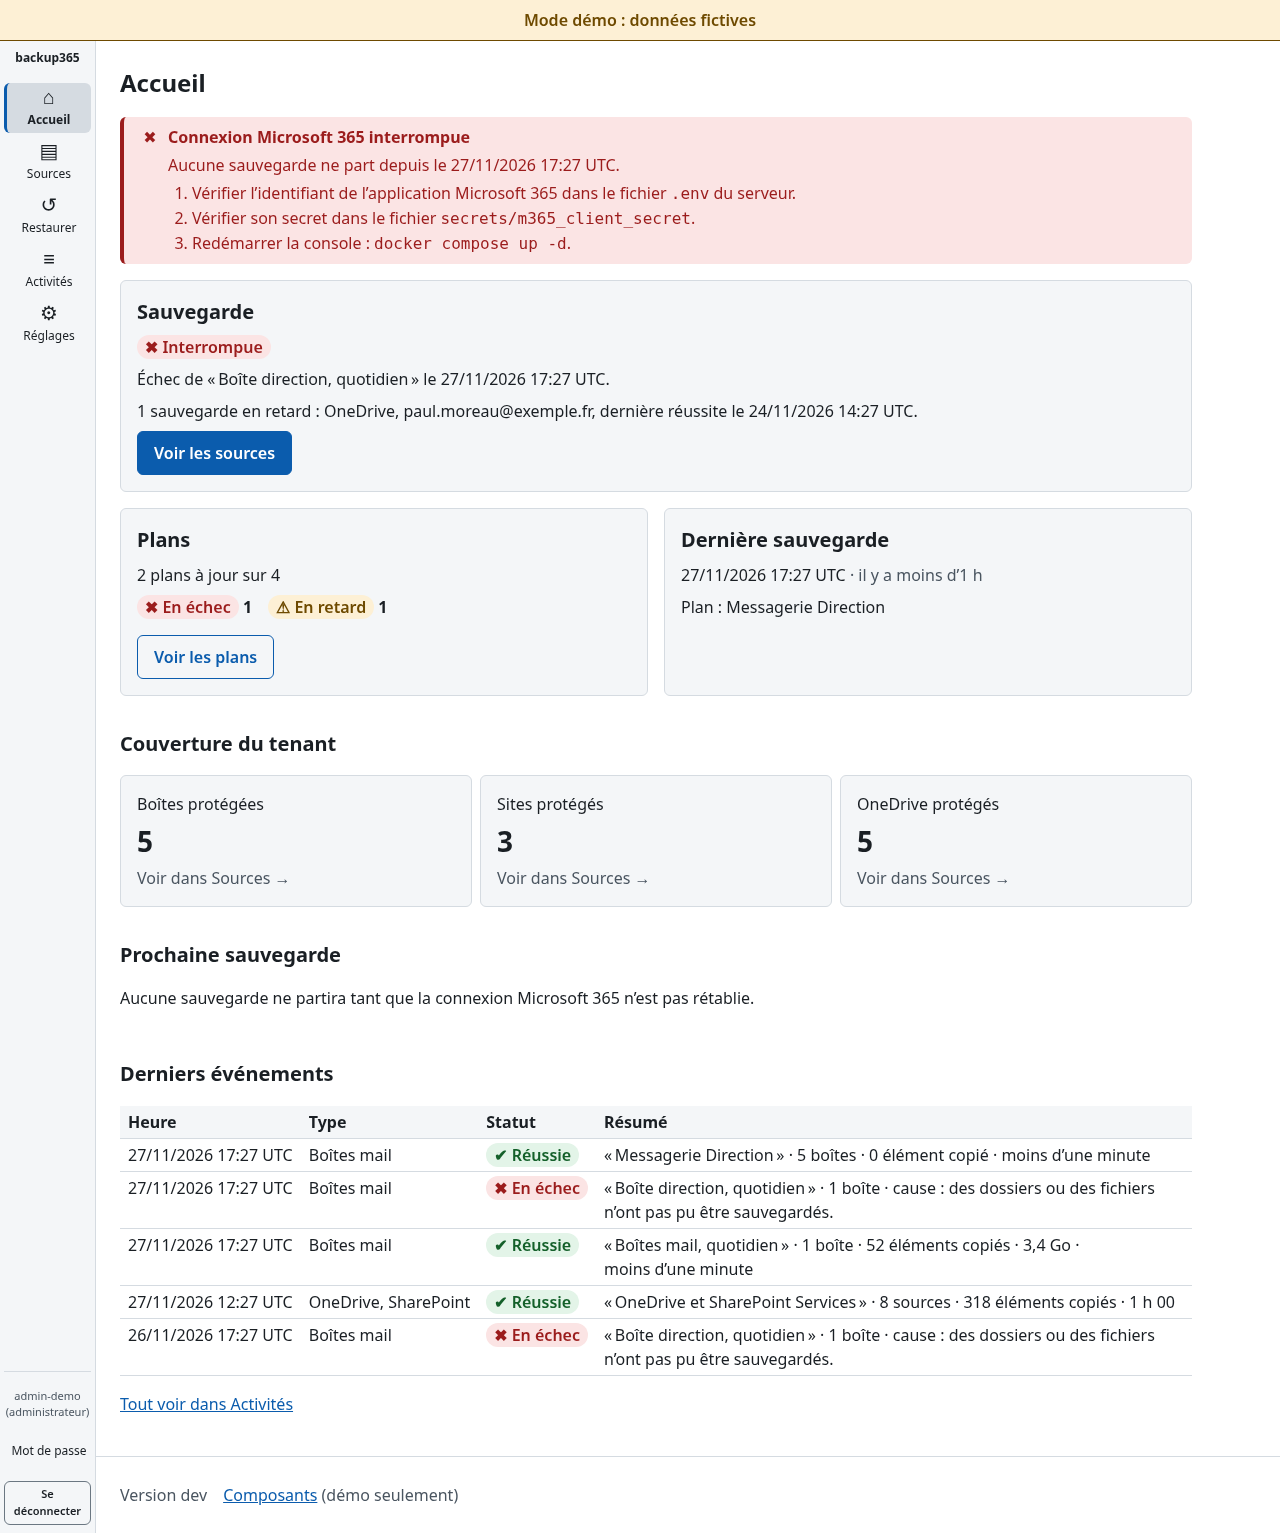 Mode démo : données fictives
backup365
Accueil
Sources
Restaurer
Activités
Réglages
admin-demo
(administrateur)
Mot de passe
Se
déconnecter
Accueil
✖ Connexion Microsoft 365 interrompue
Aucune sauvegarde ne part depuis le 27/11/2026 17:27 UTC.
1. Vérifier l’identifiant de l’application Microsoft 365 dans le fichier .env du serveur.
2. Vérifier son secret dans le fichier secrets/m365_client_secret.
3. Redémarrer la console : docker compose up -d.
Sauvegarde
✖ Interrompue
Échec de « Boîte direction, quotidien » le 27/11/2026 17:27 UTC.
1 sauvegarde en retard : OneDrive, paul.moreau@exemple.fr, dernière réussite le 24/11/2026 14:27 UTC.
Voir les sources
Plans
2 plans à jour sur 4
✖ En échec 1 ⚠ En retard 1
Voir les plans
Dernière sauvegarde
27/11/2026 17:27 UTC · il y a moins d’1 h
Plan : Messagerie Direction
Couverture du tenant
Boîtes protégées
5
Voir dans Sources →
Sites protégés
3
Voir dans Sources →
OneDrive protégés
5
Voir dans Sources →
Prochaine sauvegarde
Aucune sauvegarde ne partira tant que la connexion Microsoft 365 n’est pas rétablie.
Derniers événements
Heure Type Statut Résumé
27/11/2026 17:27 UTC Boîtes mail ✔ Réussie « Messagerie Direction » · 5 boîtes · 0 élément copié · moins d’une minute
27/11/2026 17:27 UTC Boîtes mail ✖ En échec « Boîte direction, quotidien » · 1 boîte · cause : des dossiers ou des fichiers
n’ont pas pu être sauvegardés.
27/11/2026 17:27 UTC Boîtes mail ✔ Réussie « Boîtes mail, quotidien » · 1 boîte · 52 éléments copiés · 3,4 Go ·
moins d’une minute
27/11/2026 12:27 UTC OneDrive, SharePoint ✔ Réussie « OneDrive et SharePoint Services » · 8 sources · 318 éléments copiés · 1 h 00
26/11/2026 17:27 UTC Boîtes mail ✖ En échec « Boîte direction, quotidien » · 1 boîte · cause : des dossiers ou des fichiers
n’ont pas pu être sauvegardés.
Tout voir dans Activités
Version dev Composants (démo seulement)